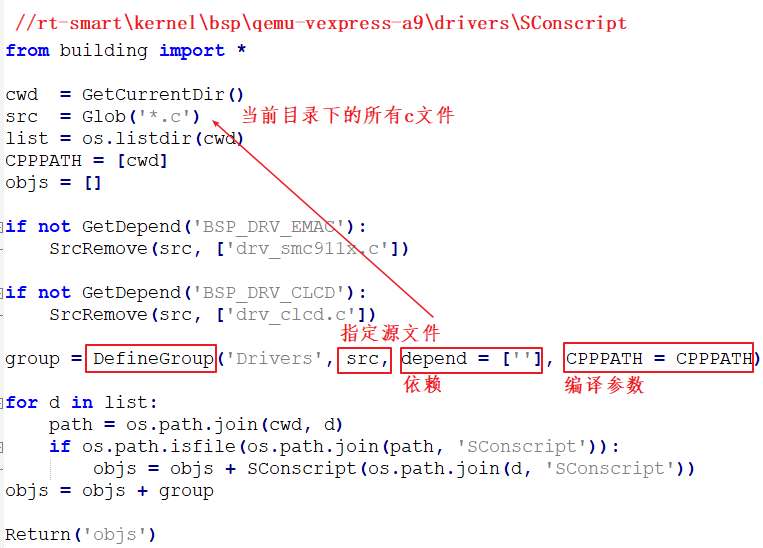 //rt-smart\kernel\bsp\qemu-vexpress-a9\drivers\SConscript
from building import *
cwd  = GetCurrentDir()
src  = Glob('*.c') 当前目录下的所有c文件
list = os.listdir(cwd)
CPPPATH = [cwd]
objs = []
if not GetDepend('BSP_DRV_EMAC'):
    SrcRemove(src, ['drv_smc911x.c'])
if not GetDepend('BSP_DRV_CLCD'):
    SrcRemove(src, ['drv_clcd.c'])
指定源文件
group = DefineGroup('Drivers', src, depend = [''], CPPPATH = CPPPATH)
依赖 编译参数
for d in list:
    path = os.path.join(cwd, d)
    if os.path.isfile(os.path.join(path, 'SConscript')):
        objs = objs + SConscript(os.path.join(d, 'SConscript'))
objs = objs + group
Return('objs')